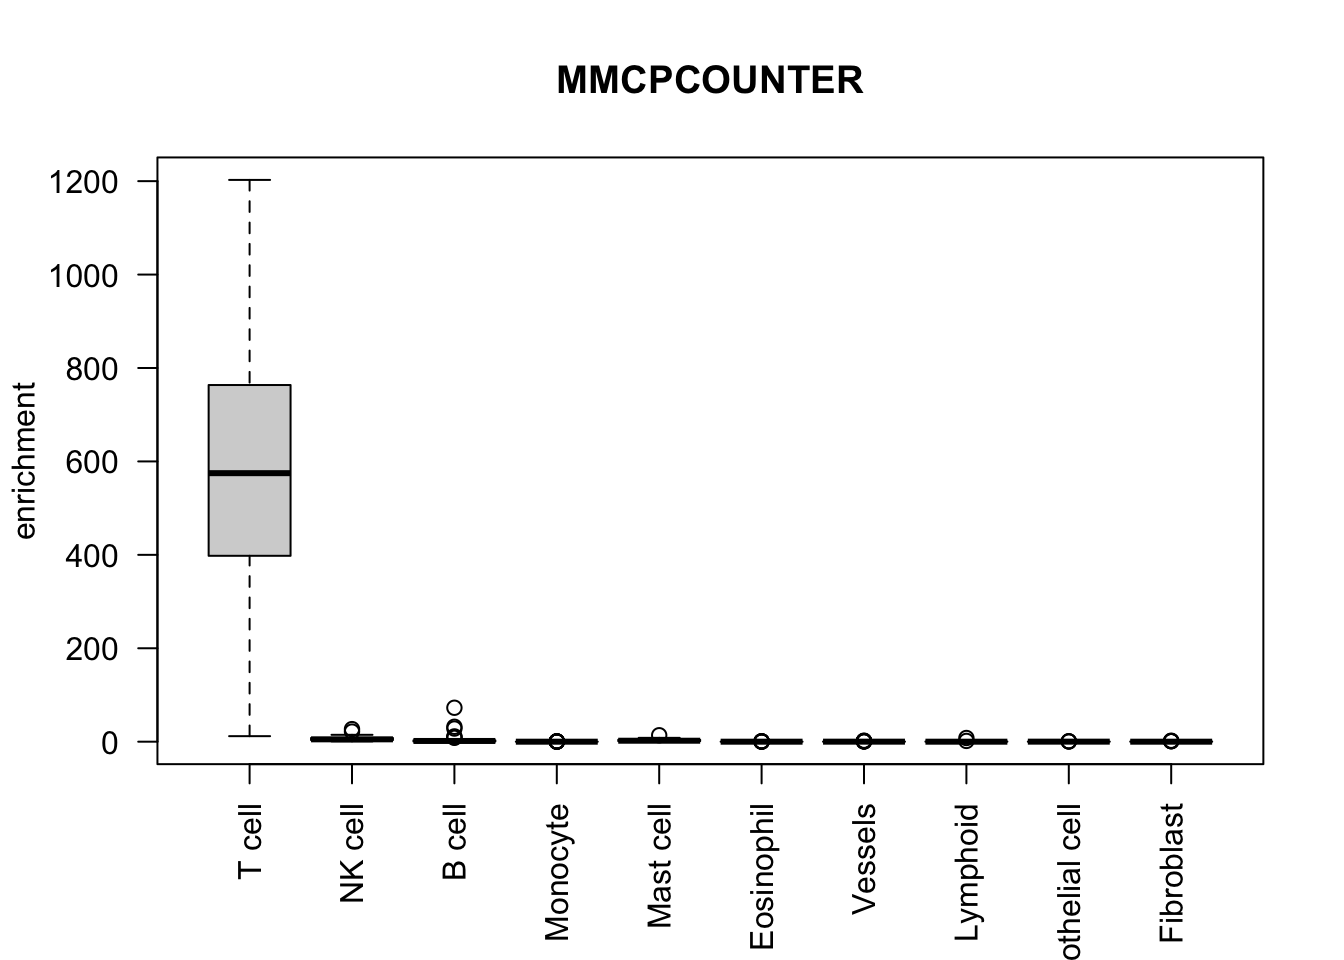 MMCPCOUNTER
enrichment
1200
1000
800
600
400
200
0
T cell
NK cell
B cell
Monocyte
Mast cell
Eosinophil
Vessels
Lymphoid
othelial cell
Fibroblast